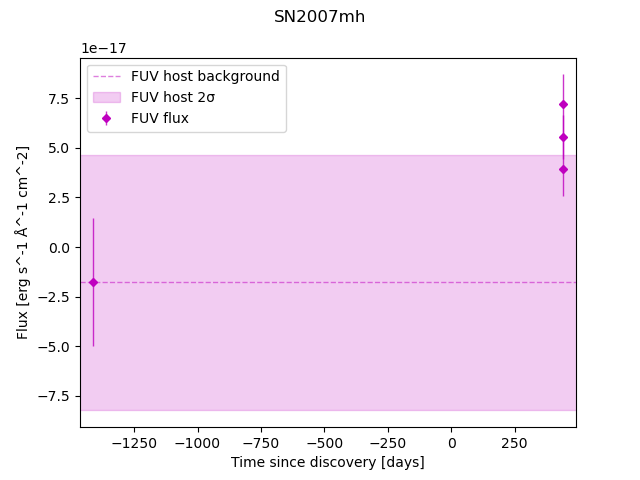 SN2007mh
1e−17
FUV host background
FUV host 2σ
FUV flux
7.5
5.0
2.5
0.0
−2.5
−5.0
−7.5
Flux [erg s^-1 Å^-1 cm^-2]
−1250 −1000 −750 −500 −250 0 250
Time since discovery [days]